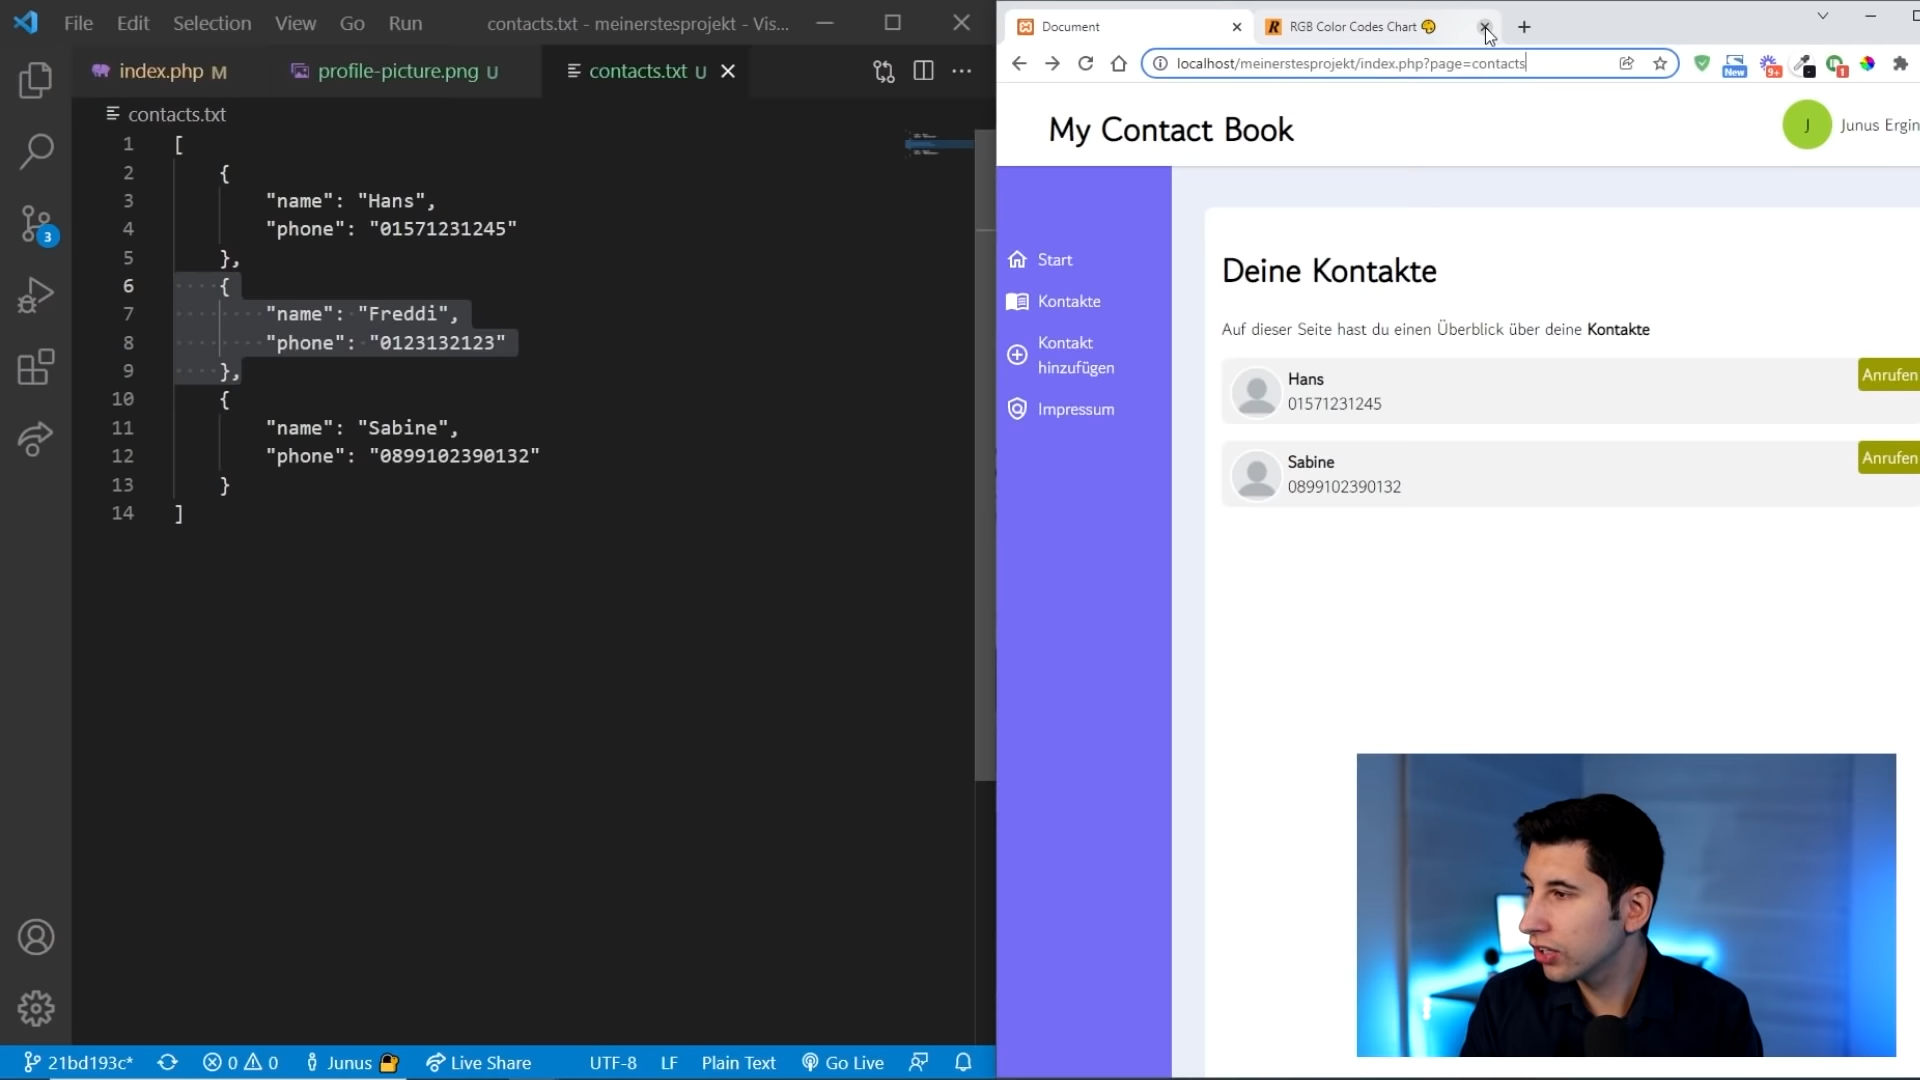 File Edit Selection View Go Run contacts.txt - meinerstesprojekt - Vis...
index.php M profile-picture.png U contacts.txt U
contacts.txt
1 [
2 {
3 "name": "Hans",
4 "phone": "01571231245"
5 },
6 {
7 "name": "Freddi",
8 "phone": "0123132123"
9 },
10 {
11 "name": "Sabine",
12 "phone": "0899102390132"
13 }
14 ]
3
21bd193c* 0 0 Junus Live Share UTF-8 LF Plain Text Go Live
Document RGB Color Codes Chart
localhost/meinerstesprojekt/index.php?page=contacts New 9+ 1
My Contact Book
J Junus Ergin
Start
Kontakte
Kontakt
hinzufügen
Impressum
Deine Kontakte
Auf dieser Seite hast du einen Überblick über deine Kontakte
Hans
01571231245
Anrufen
Sabine
0899102390132
Anrufen